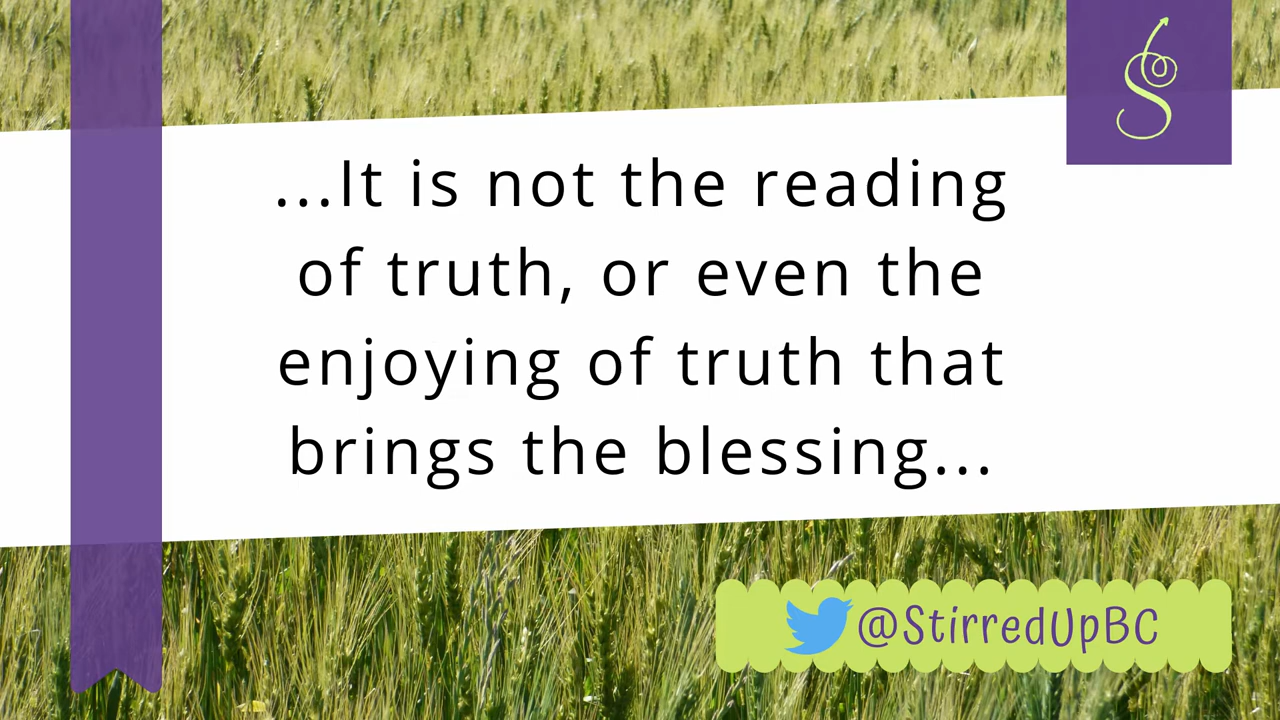 ...It is not the reading
of truth, or even the
enjoying of truth that
brings the blessing...
@StirredUpBC